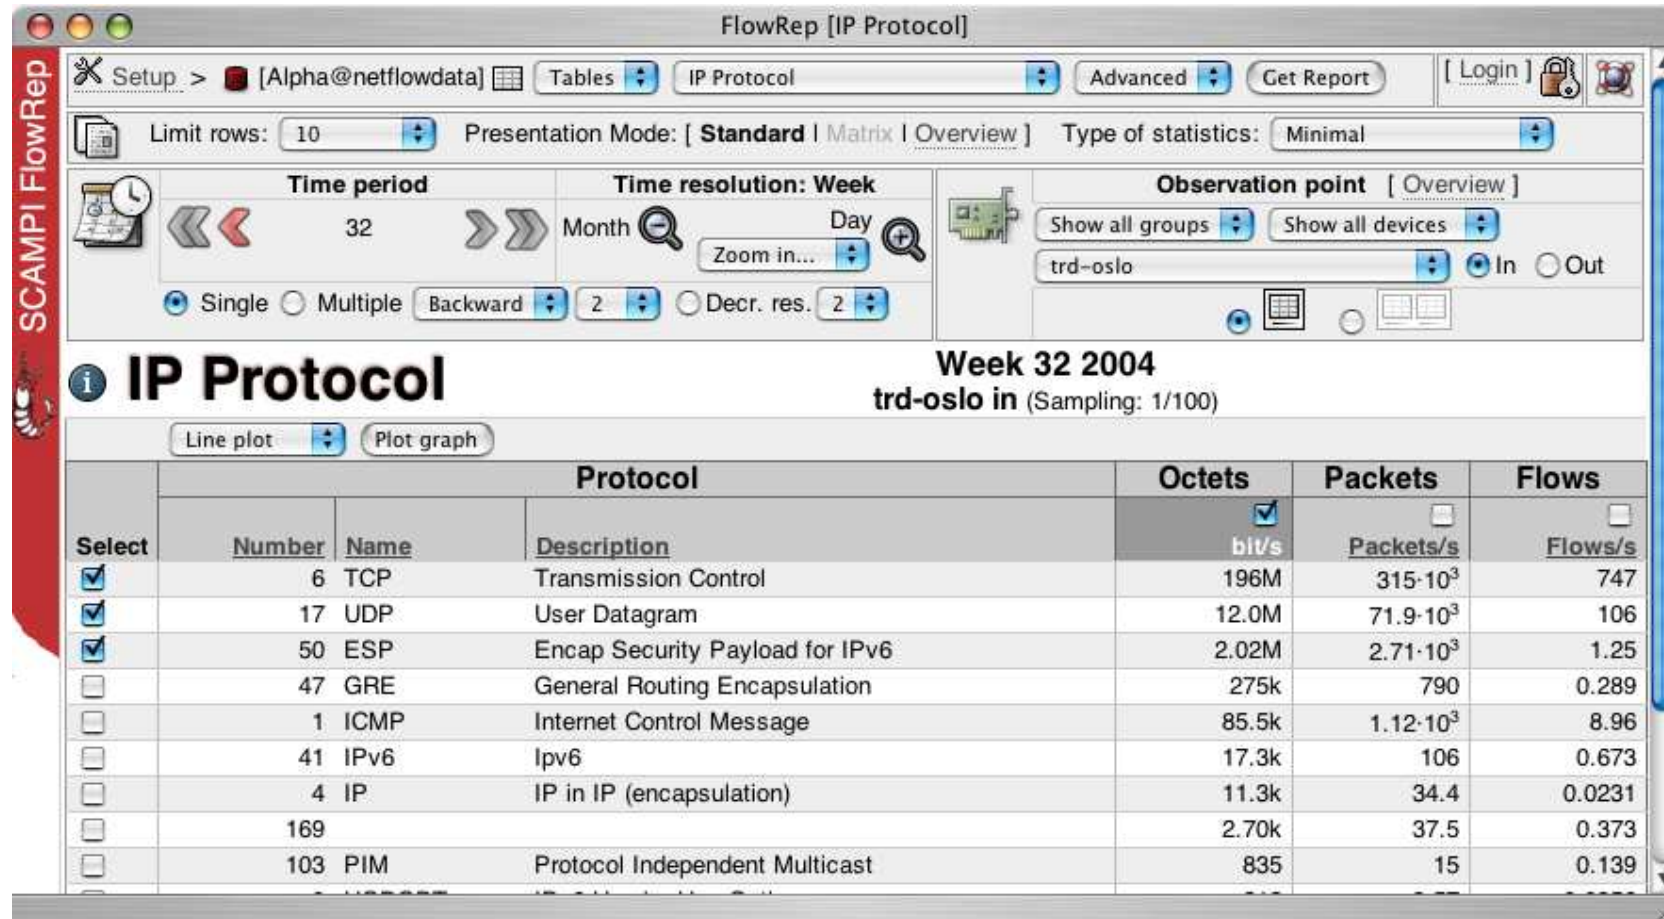 FlowRep [IP Protocol]
SCAMPI FlowRep
Setup > [Alpha@netflowdata] Tables IP Protocol Advanced Get Report [ Login ]
Limit rows: 10 Presentation Mode: [ Standard | Matrix | Overview ] Type of statistics: Minimal
Time period Time resolution: Week Observation point [ Overview ]
32 Month Day Show all groups Show all devices
Zoom in... trd-oslo In Out
Single Multiple Backward 2 Decr. res. 2
IP Protocol
Week 32 2004
trd-oslo in (Sampling: 1/100)
Line plot Plot graph
Protocol Octets Packets Flows
Select Number Name Description bit/s Packets/s Flows/s
6 TCP Transmission Control 196M 315·10³ 747
17 UDP User Datagram 12.0M 71.9·10³ 106
50 ESP Encap Security Payload for IPv6 2.02M 2.71·10³ 1.25
47 GRE General Routing Encapsulation 275k 790 0.289
1 ICMP Internet Control Message 85.5k 1.12·10³ 8.96
41 IPv6 Ipv6 17.3k 106 0.673
4 IP IP in IP (encapsulation) 11.3k 34.4 0.0231
169 2.70k 37.5 0.373
103 PIM Protocol Independent Multicast 835 15 0.139